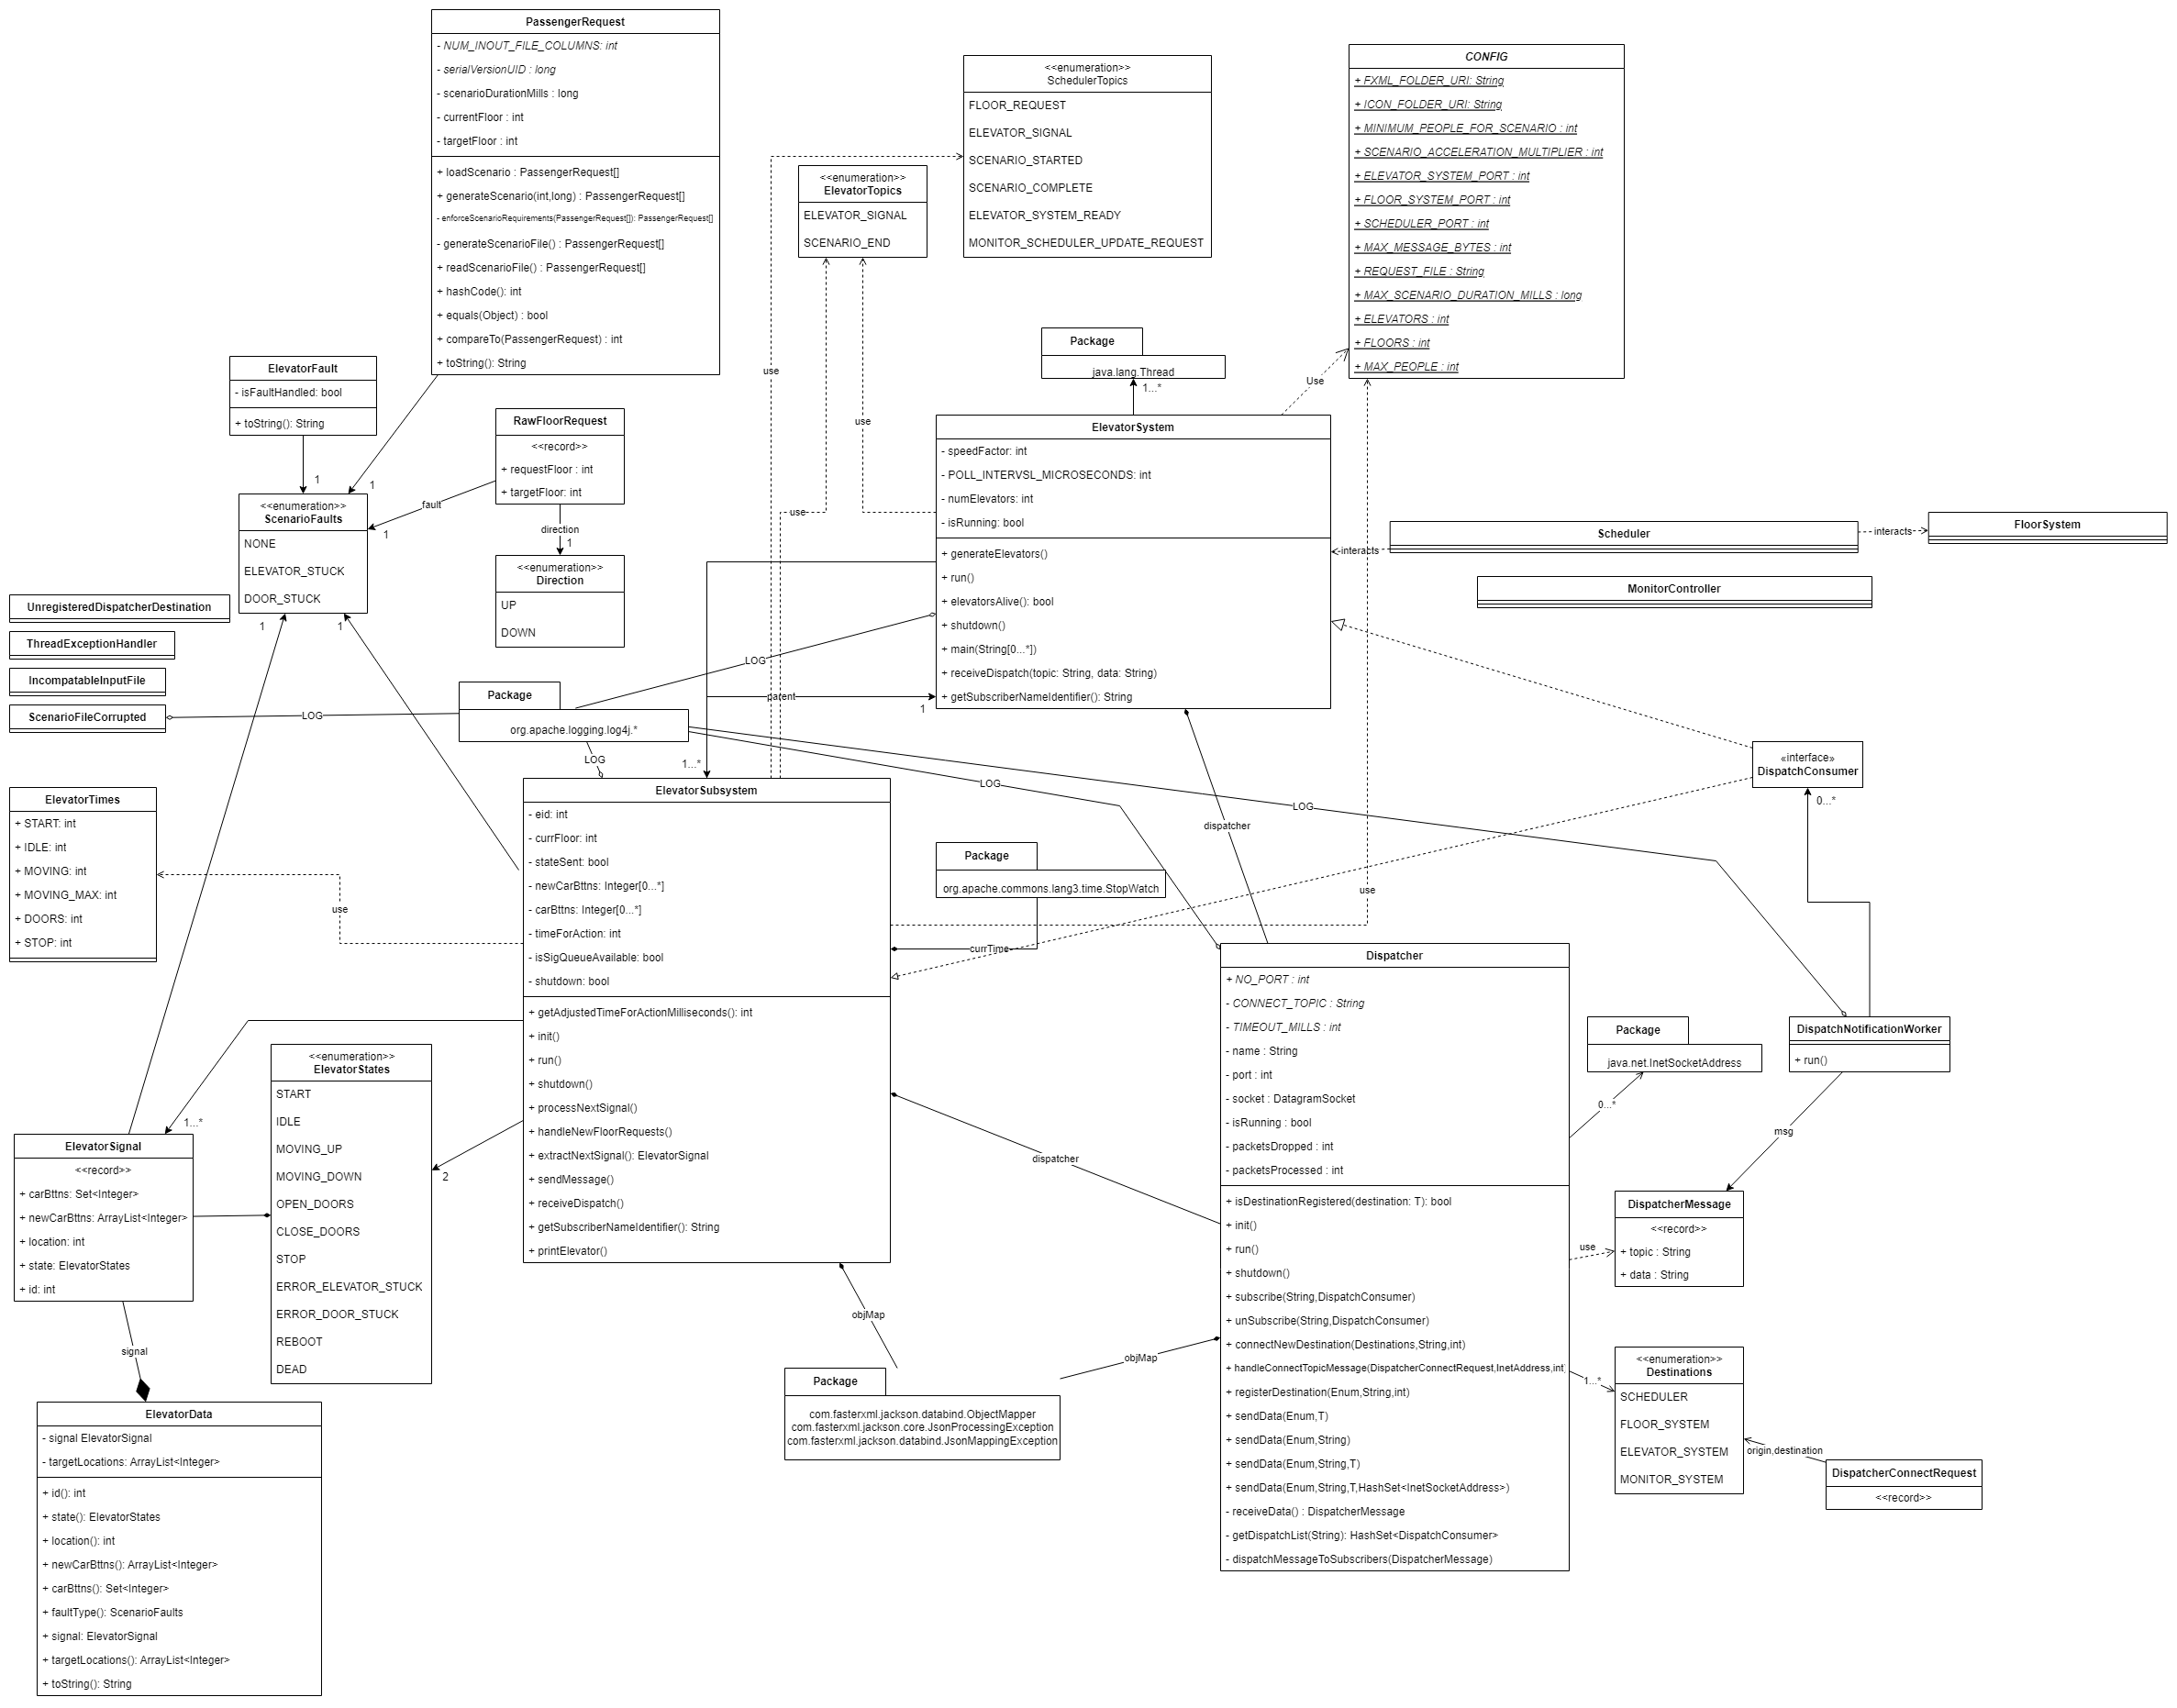 PassengerRequest
- NUM_INOUT_FILE_COLUMNS: int
- serialVersionUID : long
- scenarioDurationMills : long
- currentFloor : int
- targetFloor : int
+ loadScenario : PassengerRequest[]
+ generateScenario(int,long) : PassengerRequest[]
- enforceScenarioRequirements(PassengerRequest[]): PassengerRequest[]
- generateScenarioFile() : PassengerRequest[]
+ readScenarioFile() : PassengerRequest[]
+ hashCode(): int
+ equals(Object) : bool
+ compareTo(PassengerRequest) : int
+ toString(): String
<<enumeration>>
SchedulerTopics
FLOOR_REQUEST
ELEVATOR_SIGNAL
SCENARIO_STARTED
SCENARIO_COMPLETE
ELEVATOR_SYSTEM_READY
MONITOR_SCHEDULER_UPDATE_REQUEST
<<enumeration>>
ElevatorTopics
ELEVATOR_SIGNAL
SCENARIO_END
CONFIG
+ FXML_FOLDER_URI: String
+ ICON_FOLDER_URI: String
+ MINIMUM_PEOPLE_FOR_SCENARIO : int
+ SCENARIO_ACCELERATION_MULTIPLIER : int
+ ELEVATOR_SYSTEM_PORT : int
+ FLOOR_SYSTEM_PORT : int
+ SCHEDULER_PORT : int
+ MAX_MESSAGE_BYTES : int
+ REQUEST_FILE : String
+ MAX_SCENARIO_DURATION_MILLS : long
+ ELEVATORS : int
+ FLOORS : int
+ MAX_PEOPLE : int
Package
java.lang.Thread
1...*
Use
use
use
use
ElevatorFault
- isFaultHandled: bool
+ toString(): String
1
1
RawFloorRequest
<<record>>
+ requestFloor : int
+ targetFloor: int
fault
1
direction
1
<<enumeration>>
ScenarioFaults
NONE
ELEVATOR_STUCK
DOOR_STUCK
1
1
<<enumeration>>
Direction
UP
DOWN
ElevatorSystem
- speedFactor: int
- POLL_INTERVSL_MICROSECONDS: int
- numElevators: int
- isRunning: bool
+ generateElevators()
+ run()
+ elevatorsAlive(): bool
+ shutdown()
+ main(String[0...*])
+ receiveDispatch(topic: String, data: String)
+ getSubscriberNameIdentifier(): String
Scheduler
interacts
interacts
FloorSystem
MonitorController
UnregisteredDispatcherDestination
ThreadExceptionHandler
IncompatableInputFile
ScenarioFileCorrupted
LOG
Package
org.apache.logging.log4j.*
LOG
LOG
parent
1
1...*
LOG
LOG
<<interface>>
DispatchConsumer
0...*
ElevatorTimes
+ START: int
+ IDLE: int
+ MOVING: int
+ MOVING_MAX: int
+ DOORS: int
+ STOP: int
use
ElevatorSubsystem
- eid: int
- currFloor: int
- stateSent: bool
- newCarBttns: Integer[0...*]
- carBttns: Integer[0...*]
- timeForAction: int
- isSigQueueAvailable: bool
- shutdown: bool
+ getAdjustedTimeForActionMilliseconds(): int
+ init()
+ run()
+ shutdown()
+ processNextSignal()
+ handleNewFloorRequests()
+ extractNextSignal(): ElevatorSignal
+ sendMessage()
+ receiveDispatch()
+ getSubscriberNameIdentifier(): String
+ printElevator()
Package
org.apache.commons.lang3.time.StopWatch
currTime
dispatcher
use
dispatcher
Dispatcher
+ NO_PORT : int
- CONNECT_TOPIC : String
- TIMEOUT_MILLS : int
- name : String
- port : int
- socket : DatagramSocket
- isRunning : bool
- packetsDropped : int
- packetsProcessed : int
+ isDestinationRegistered(destination: T): bool
+ init()
+ run()
+ shutdown()
+ subscribe(String,DispatchConsumer)
+ unSubscribe(String,DispatchConsumer)
+ connectNewDestination(Destinations,String,int)
+ handleConnectTopicMessage(DispatcherConnectRequest,InetAddress,int)
+ registerDestination(Enum,String,int)
+ sendData(Enum,T)
+ sendData(Enum,String)
+ sendData(Enum,String,T)
+ sendData(Enum,String,T,HashSet<InetSocketAddress>)
- receiveData() : DispatcherMessage
- getDispatchList(String): HashSet<DispatchConsumer>
- dispatchMessageToSubscribers(DispatcherMessage)
Package
java.net.InetSocketAddress
0...*
DispatchNotificationWorker
+ run()
msg
DispatcherMessage
<<record>>
+ topic : String
+ data : String
use
<<enumeration>>
Destinations
SCHEDULER
FLOOR_SYSTEM
ELEVATOR_SYSTEM
MONITOR_SYSTEM
1...*
origin,destination
DispatcherConnectRequest
<<record>>
<<enumeration>>
ElevatorStates
START
IDLE
MOVING_UP
MOVING_DOWN
OPEN_DOORS
CLOSE_DOORS
STOP
ERROR_ELEVATOR_STUCK
ERROR_DOOR_STUCK
REBOOT
DEAD
2
1...*
ElevatorSignal
<<record>>
+ carBttns: Set<Integer>
+ newCarBttns: ArrayList<Integer>
+ location: int
+ state: ElevatorStates
+ id: int
signal
ElevatorData
- signal ElevatorSignal
- targetLocations: ArrayList<Integer>
+ id(): int
+ state(): ElevatorStates
+ location(): int
+ newCarBttns(): ArrayList<Integer>
+ carBttns(): Set<Integer>
+ faultType(): ScenarioFaults
+ signal: ElevatorSignal
+ targetLocations(): ArrayList<Integer>
+ toString(): String
objMap
objMap
Package
com.fasterxml.jackson.databind.ObjectMapper
com.fasterxml.jackson.core.JsonProcessingException
com.fasterxml.jackson.databind.JsonMappingException